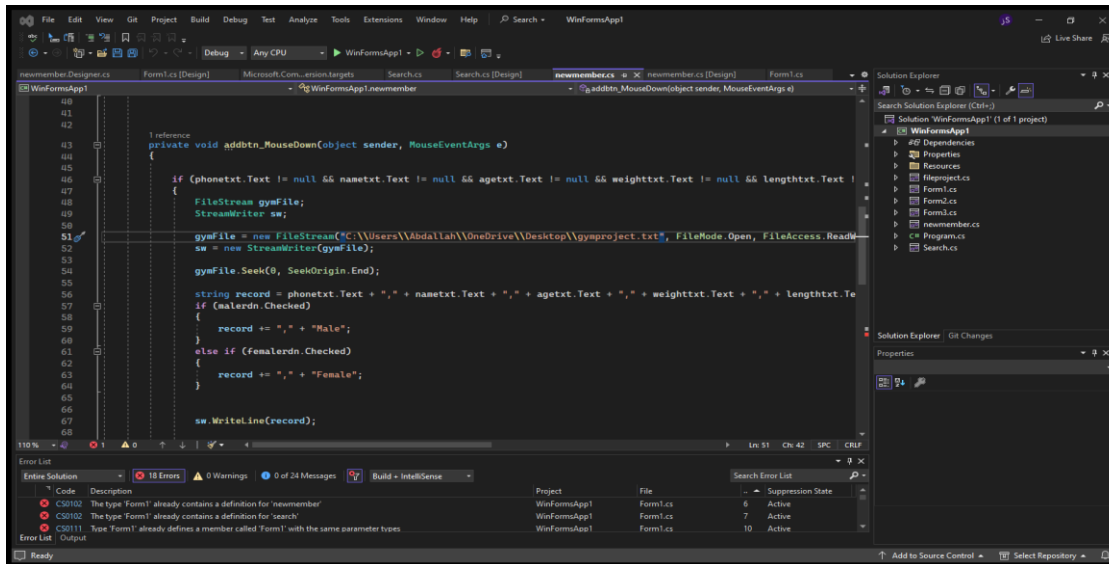 File Edit View Git Project Build Debug Test Analyze Tools Extensions Window Help Search WinFormsApp1 jS
Live Share
Debug Any CPU WinFormsApp1
newmember.Designer.cs Form1.cs [Design] Microsoft.Com...ersion.targets Search.cs Search.cs [Design] newmember.cs newmember.cs [Design] Form1.cs
WinFormsApp1 WinFormsApp1.newmember addbtn_MouseDown(object sender, MouseEventArgs e)
40
41
42
1 reference
43 private void addbtn_MouseDown(object sender, MouseEventArgs e)
44 {
45
46 if (phonetxt.Text != null && nametxt.Text != null && agetxt.Text != null && weighttxt.Text != null && lengthtxt.Text !
47 {
48 FileStream gymFile;
49 StreamWriter sw;
50
51 gymFile = new FileStream("C:\\Users\\Abdallah\\OneDrive\\Desktop\\gymproject.txt", FileMode.Open, FileAccess.ReadW
52 sw = new StreamWriter(gymFile);
53
54 gymFile.Seek(0, SeekOrigin.End);
55
56 string record = phonetxt.Text + "," + nametxt.Text + "," + agetxt.Text + "," + weighttxt.Text + "," + lengthtxt.Te
57 if (malerdn.Checked)
58 {
59 record += "," + "Male";
60 }
61 else if (femalerdn.Checked)
62 {
63 record += "," + "Female";
64 }
65
66
67 sw.WriteLine(record);
68
110 % 1 0 Ln: 51 Ch: 42 SPC CRLF
Solution Explorer
Search Solution Explorer (Ctrl+;)
Solution 'WinFormsApp1' (1 of 1 project)
WinFormsApp1
Dependencies
Properties
Resources
fileproject.cs
Form1.cs
Form2.cs
Form3.cs
newmember.cs
C# Program.cs
Search.cs
Solution Explorer Git Changes
Properties
Error List
Entire Solution 18 Errors 0 Warnings 0 of 24 Messages Build + IntelliSense Search Error List
Code Description Project File .. Suppression State
CS0102 The type 'Form1' already contains a definition for 'newmember' WinFormsApp1 Form1.cs 6 Active
CS0102 The type 'Form1' already contains a definition for 'search' WinFormsApp1 Form1.cs 7 Active
CS0111 Type 'Form1' already defines a member called 'Form1' with the same parameter types WinFormsApp1 Form1.cs 10 Active
Error List Output
Ready Add to Source Control Select Repository